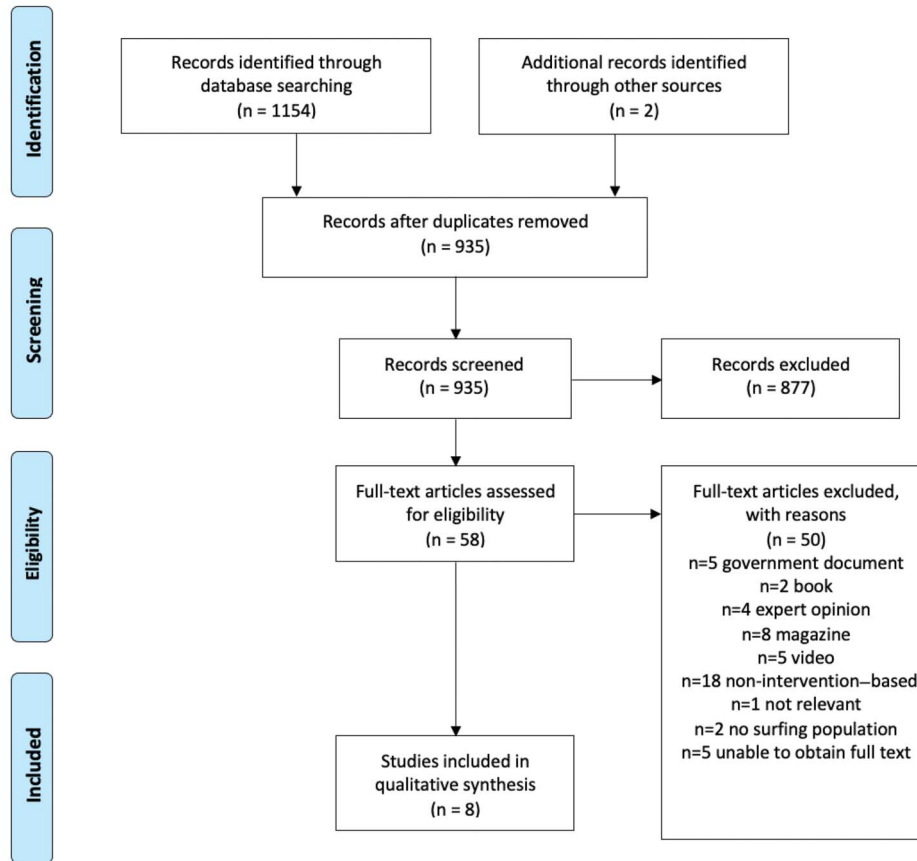 Identification
Records identified through
database searching
(n = 1154)
Additional records identified
through other sources
(n = 2)
Records after duplicates removed
(n = 935)
Screening
Records screened
(n = 935)
Records excluded
(n = 877)
Eligibility
Full-text articles assessed
for eligibility
(n = 58)
Full-text articles excluded,
with reasons
(n = 50)
n=5 government document
n=2 book
n=4 expert opinion
n=8 magazine
n=5 video
n=18 non-intervention–based
n=1 not relevant
n=2 no surfing population
n=5 unable to obtain full text
Included
Studies included in
qualitative synthesis
(n = 8)